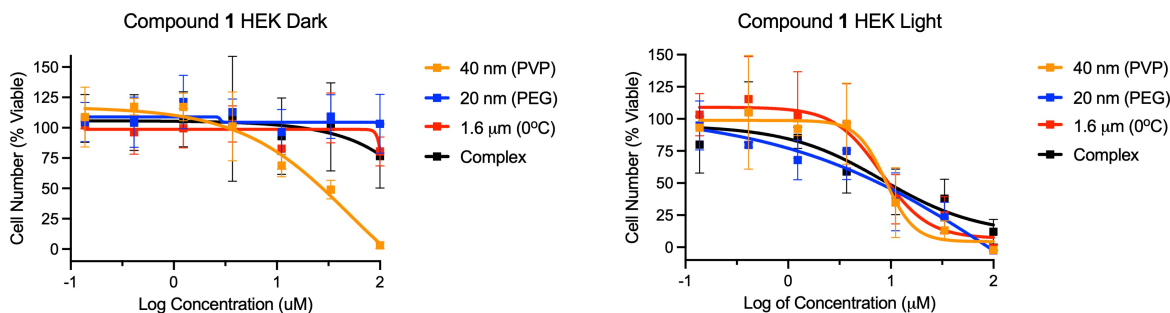 Compound 1 HEK Dark
Cell Number (% Viable)
150
125
100
75
50
25
0
-1
0
1
2
Log Concentration (uM)
40 nm (PVP)
20 nm (PEG)
1.6 μm (0ºC)
Complex
Compound 1 HEK Light
Cell Number (% Viable)
150
125
100
75
50
25
0
-1
0
1
2
Log of Concentration (μM)
40 nm (PVP)
20 nm (PEG)
1.6 μm (0ºC)
Complex